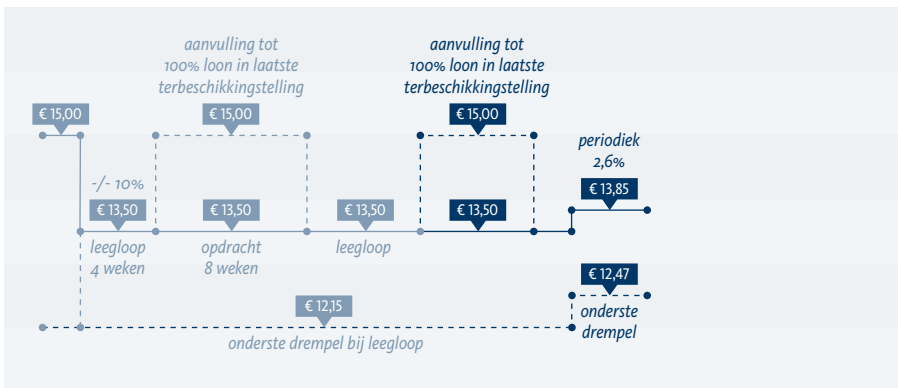 aanvulling tot
100% loon in laatste
terbeschikkingstelling
aanvulling tot
100% loon in laatste
terbeschikkingstelling
€ 15,00
€ 15,00
€ 15,00
periodiek
2,6%
-/- 10%
€ 13,85
€ 13,50
€ 13,50
€ 13,50
€ 13,50
leegloop
4 weken
opdracht
8 weken
leegloop
€ 12,47
€ 12,15
onderste
drempel
onderste drempel bij leegloop